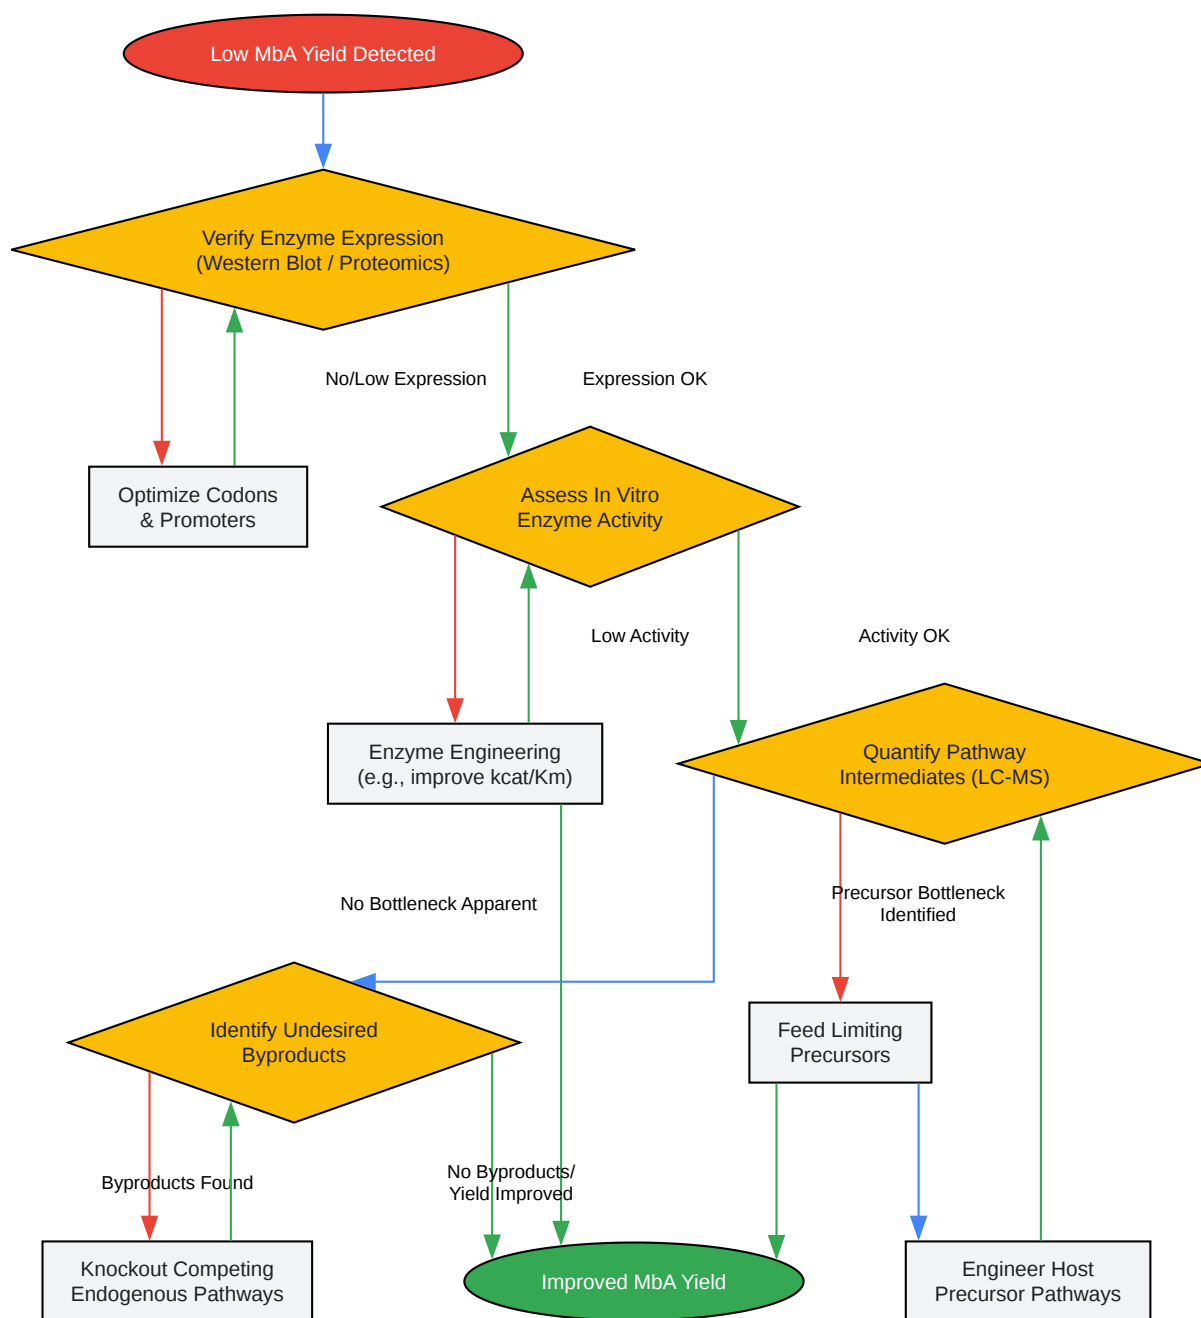 Low MbA Yield Detected
Verify Enzyme Expression
(Western Blot / Proteomics)
No/Low Expression
Expression OK
Optimize Codons
& Promoters
Assess In Vitro
Enzyme Activity
Low Activity
Activity OK
Enzyme Engineering
(e.g., improve kcat/Km)
Quantify Pathway
Intermediates (LC-MS)
No Bottleneck Apparent
Precursor Bottleneck
Identified
Identify Undesired
Byproducts
Feed Limiting
Precursors
Byproducts Found
No Byproducts/
Yield Improved
Knockout Competing
Endogenous Pathways
Improved MbA Yield
Engineer Host
Precursor Pathways